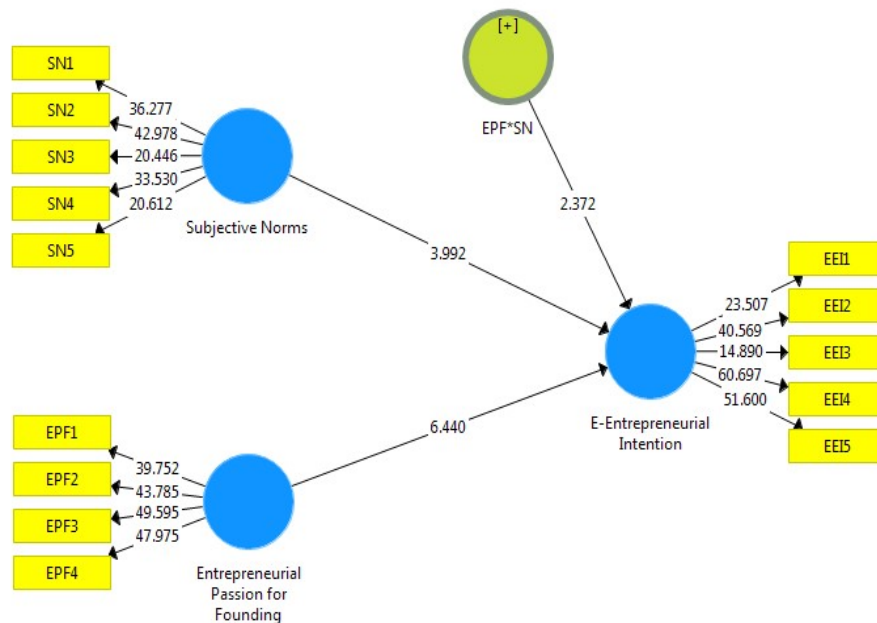 [+]
EPF*SN
SN1
SN2
SN3
SN4
SN5
36.277
42.978
20.446
33.530
20.612
Subjective Norms
2.372
3.992
EEI1
EEI2
EEI3
EEI4
EEI5
23.507
40.569
14.890
60.697
51.600
E-Entrepreneurial
Intention
6.440
EPF1
EPF2
EPF3
EPF4
39.752
43.785
49.595
47.975
Entrepreneurial
Passion for
Founding